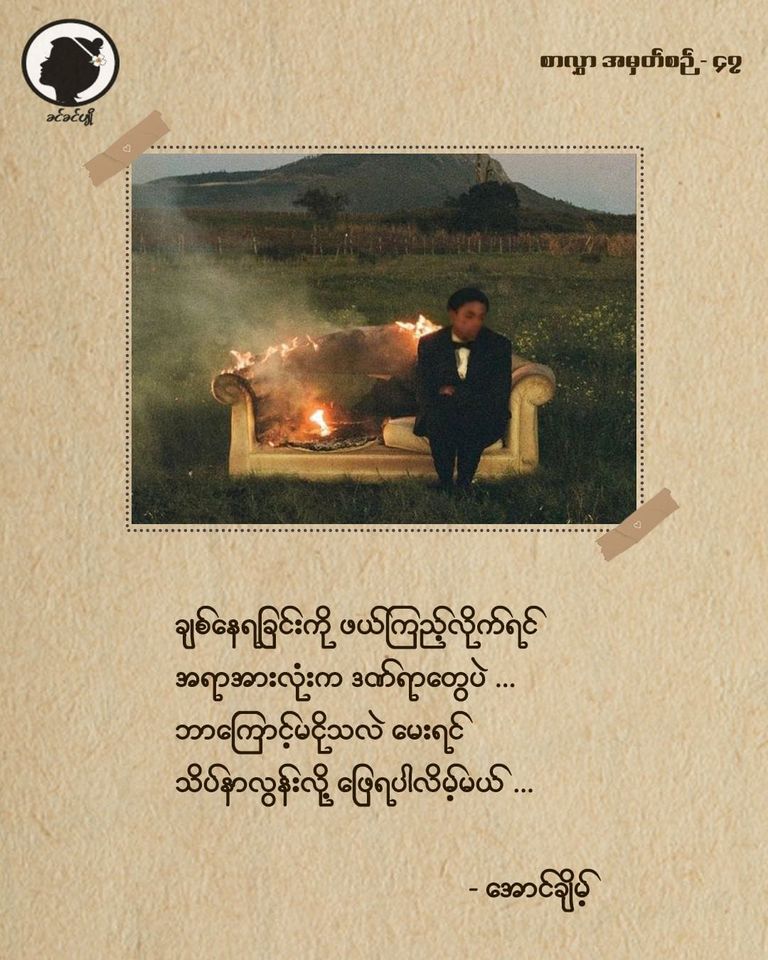 ခင်ခင်ပျို
စာလွှာ အမှတ်စဉ် - ၄၇
ချစ်နေရခြင်းကို ဖယ်ကြည့်လိုက်ရင်
အရာအားလုံးက ဒဏ်ရာတွေပဲ ...
ဘာကြောင့်မငိုသလဲ မေးရင်
သိပ်နာလွန်းလို့ ဖြေရပါလိမ့်မယ် ...
- အောင်ချိမ့်